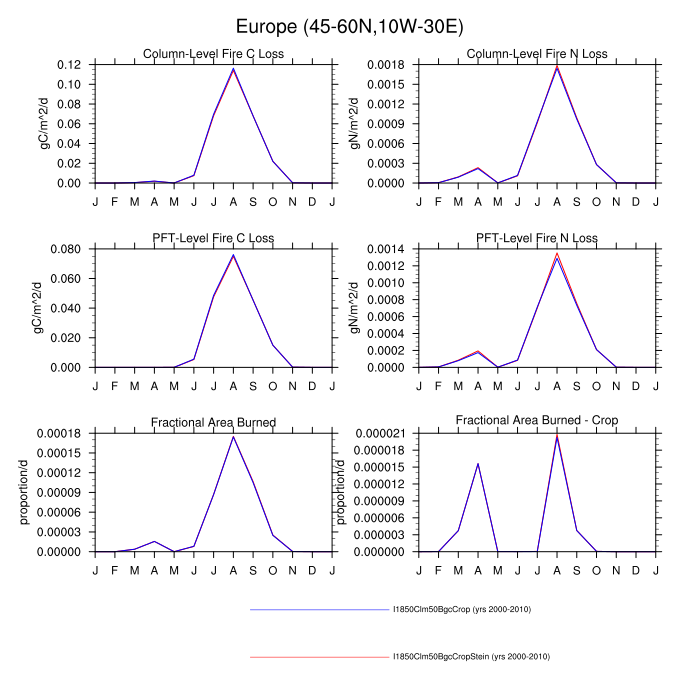 Europe (45-60N,10W-30E)
Column-Level Fire C Loss
gC/m^2/d
0.12
0.10
0.08
0.06
0.04
0.02
0.00
J F M A M J J A S O N D J
Column-Level Fire N Loss
gN/m^2/d
0.0018
0.0015
0.0012
0.0009
0.0006
0.0003
0.0000
J F M A M J J A S O N D J
PFT-Level Fire C Loss
gC/m^2/d
0.080
0.060
0.040
0.020
0.000
J F M A M J J A S O N D J
PFT-Level Fire N Loss
gN/m^2/d
0.0014
0.0012
0.0010
0.0008
0.0006
0.0004
0.0002
0.0000
J F M A M J J A S O N D J
Fractional Area Burned
proportion/d
0.00018
0.00015
0.00012
0.00009
0.00006
0.00003
0.00000
J F M A M J J A S O N D J
Fractional Area Burned - Crop
proportion/d
0.000021
0.000018
0.000015
0.000012
0.000009
0.000006
0.000003
0.000000
J F M A M J J A S O N D J
I1850Clm50BgcCrop (yrs 2000-2010)
I1850Clm50BgcCropStein (yrs 2000-2010)